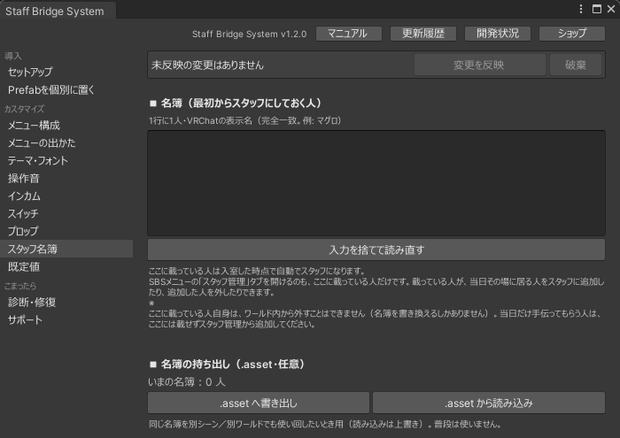 Staff Bridge System
Staff Bridge System v1.2.0
マニュアル
更新履歴
開発状況
ショップ
導入
セットアップ
Prefabを個別に置く
カスタマイズ
メニュー構成
メニューの出かた
テーマ・フォント
操作音
インカム
スイッチ
プロップ
スタッフ名簿
既定値
こまったら
診断・修復
サポート
未反映の変更はありません
変更を反映
破棄
■ 名簿（最初からスタッフにしておく人）
1行に1人・VRChatの表示名（完全一致。例: マグロ）
入力を捨てて読み直す
ここに載っている人は入室した時点で自動でスタッフになります。
SBSメニューの「スタッフ管理」タブを開けるのも、ここに載っている人だけです。載っている人が、当日その場に居る人をスタッフに追加し
たり、追加した人を外したりできます。
※
ここに載っている人自身は、ワールド内から外すことはできません（名簿を書き換えるしかありません）。当日だけ手伝ってもらう人は、
ここには載せずスタッフ管理から追加してください。
■ 名簿の持ち出し（.asset・任意）
いまの名簿：0 人
.asset へ書き出し
.asset から読み込み
同じ名簿を別シーン／別ワールドでも使い回したいとき用（読み込みは上書き）。普段は使いません。